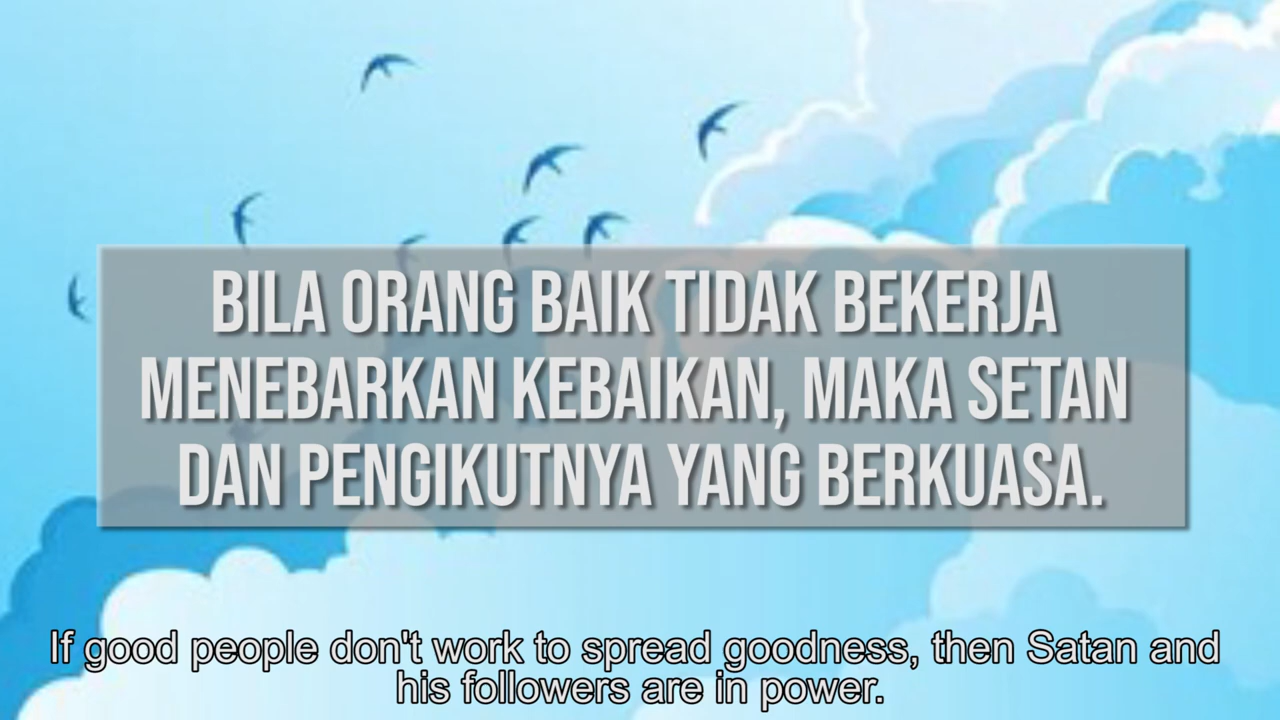 BILA ORANG BAIK TIDAK BEKERJA
MENEBARKAN KEBAIKAN, MAKA SETAN
DAN PENGIKUTNYA YANG BERKUASA.
If good people don't work to spread goodness, then Satan and
his followers are in power.